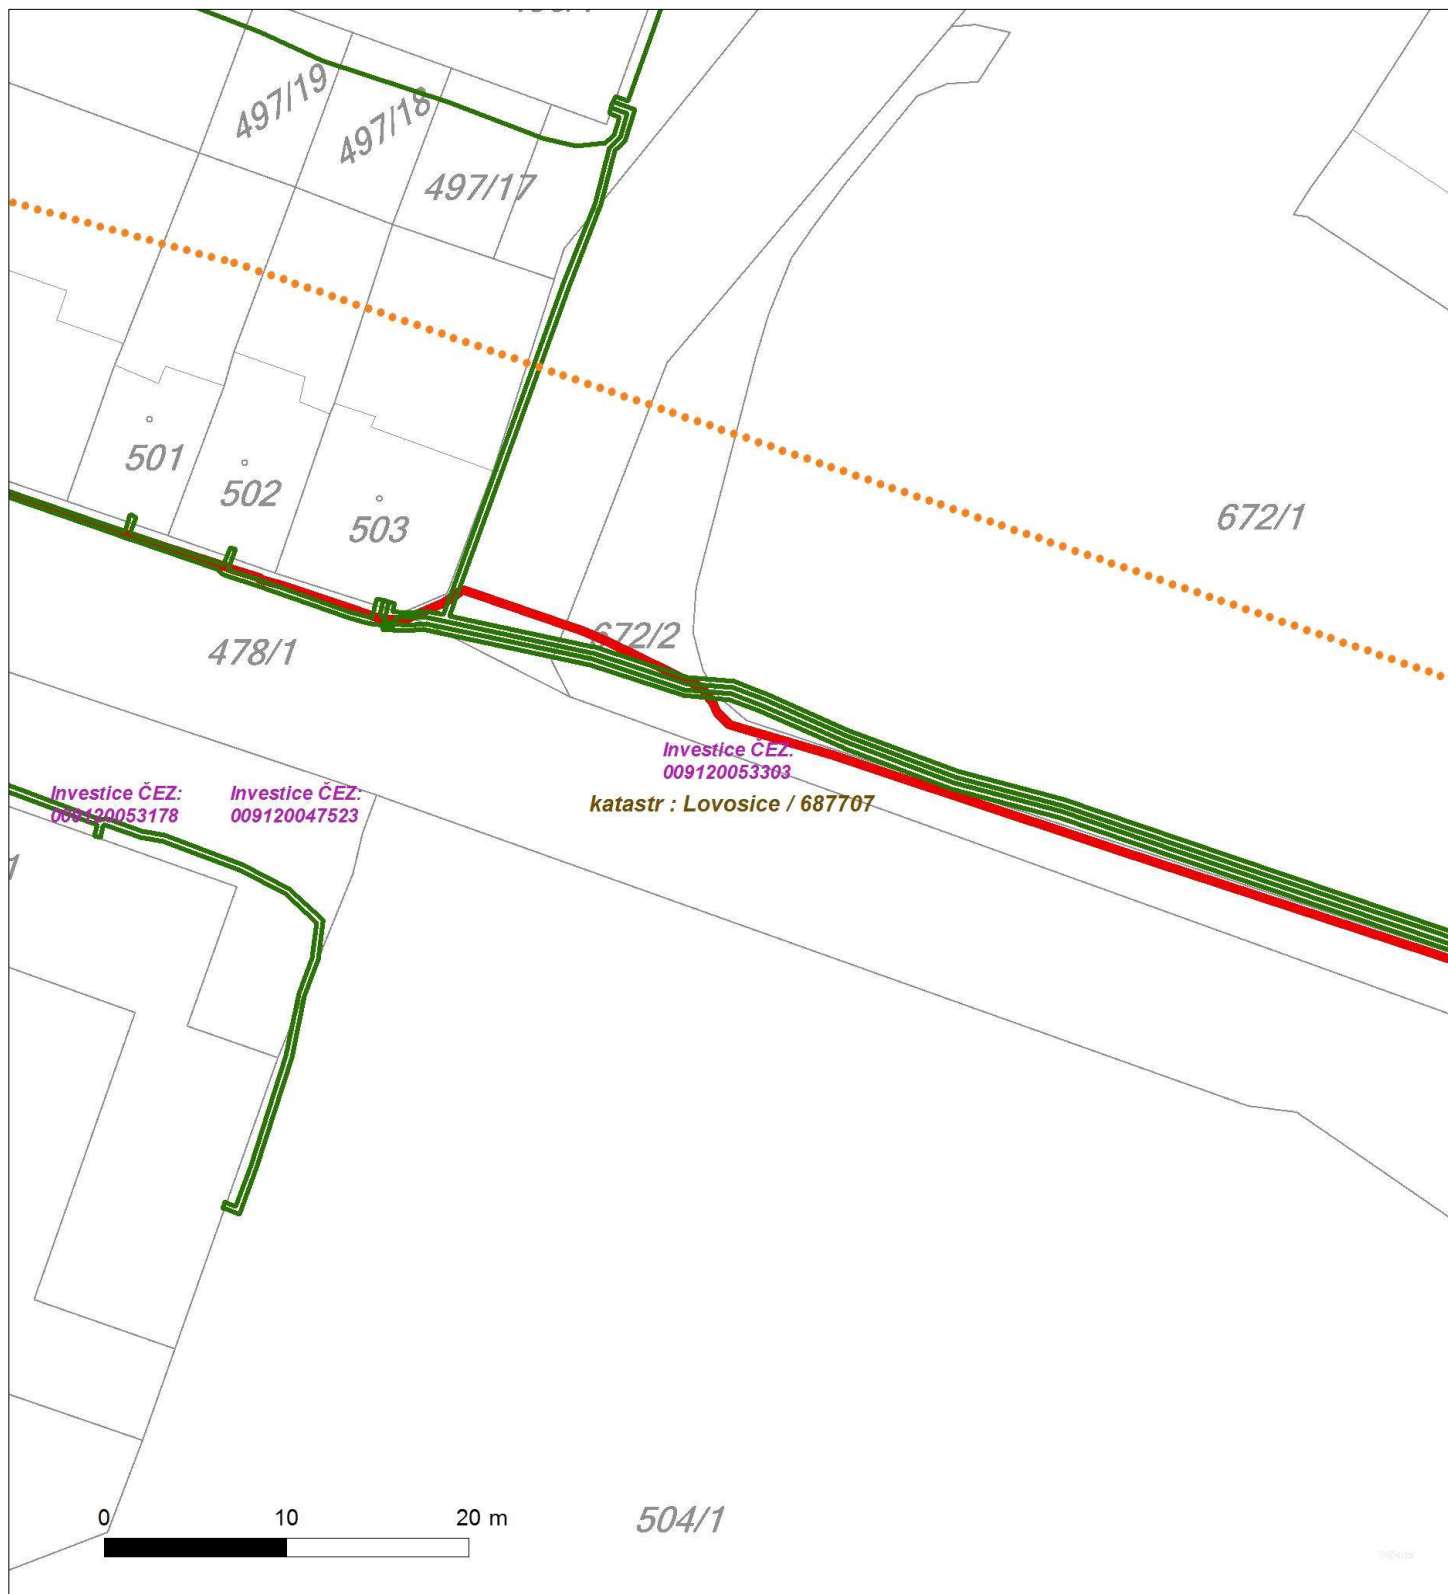 497/19
497/18
497/17
501
502
503
672/1
478/1
672/2
Investice ČEZ:
009120053303
katastr : Lovosice / 687707
Investice ČEZ:
009120053178
Investice ČEZ:
009120047523
504/1
0 10 20 m